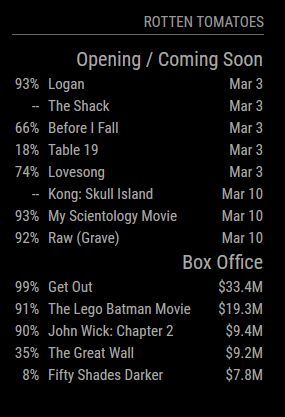 ROTTEN TOMATOES
Opening / Coming Soon
93% Logan Mar 3
-- The Shack Mar 3
66% Before I Fall Mar 3
18% Table 19 Mar 3
74% Lovesong Mar 3
-- Kong: Skull Island Mar 10
93% My Scientology Movie Mar 10
92% Raw (Grave) Mar 10
Box Office
99% Get Out $33.4M
91% The Lego Batman Movie $19.3M
90% John Wick: Chapter 2 $9.4M
35% The Great Wall $9.2M
8% Fifty Shades Darker $7.8M